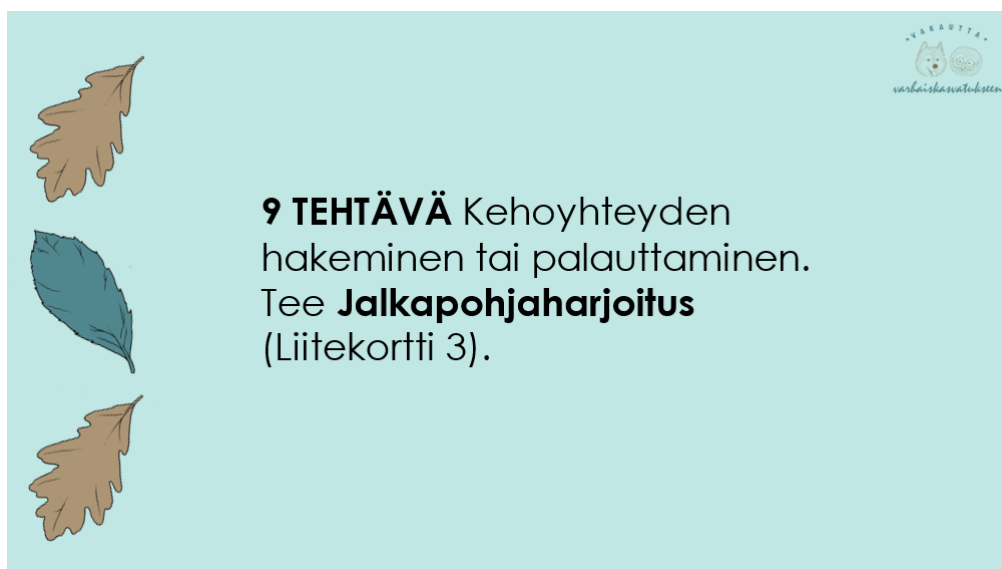 VAKAUTTA
varhaiskasvatukseen
9 TEHTÄVÄ Kehoyhteyden
hakeminen tai palauttaminen.
Tee Jalkapohjaharjoitus
(Liitekortti 3).